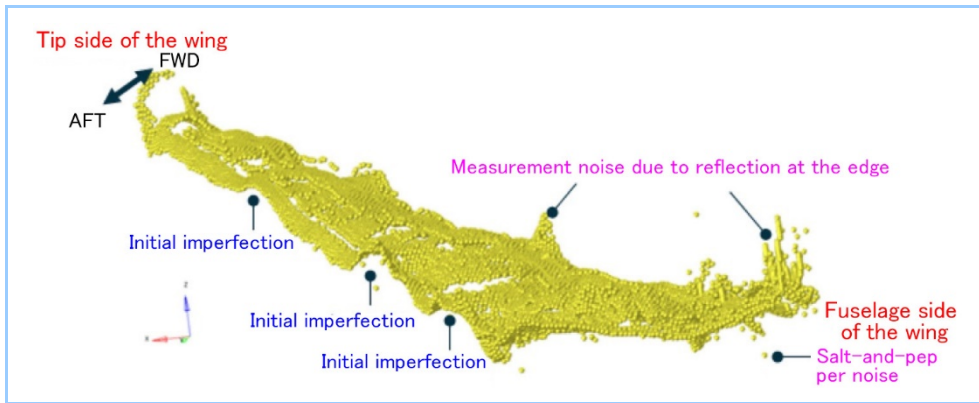 Tip side of the wing
FWD
AFT
Measurement noise due to reflection at the edge
Initial imperfection
Initial imperfection
Initial imperfection
Fuselage side
of the wing
Salt-and-pep
per noise
z
x